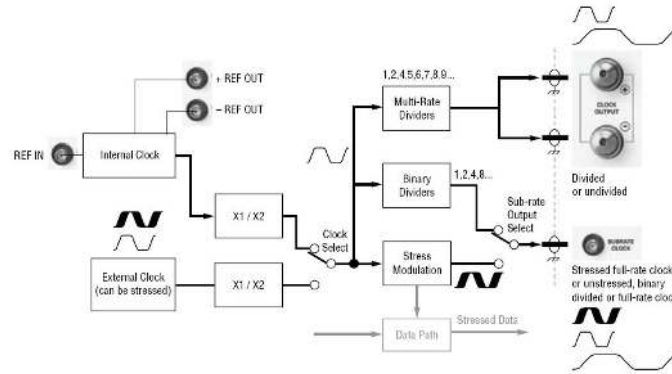 + REF OUT
– REF OUT
REF IN
Internal Clock
X1 / X2
External Clock
(can be stressed)
X1 / X2
Clock
Select
1,2,4,5,6,7,8,9...
Multi-Rate
Dividers
Binary
Dividers
1,2,4,8...
Stress
Modulation
Sub-rate
Output
Select
Data Path
Stressed Data
+
CLOCK
OUTPUT
–
Divided
or undivided
SUBRATE
CLOCK
Stressed full-rate clock
or unstressed, binary
divided or full-rate clock